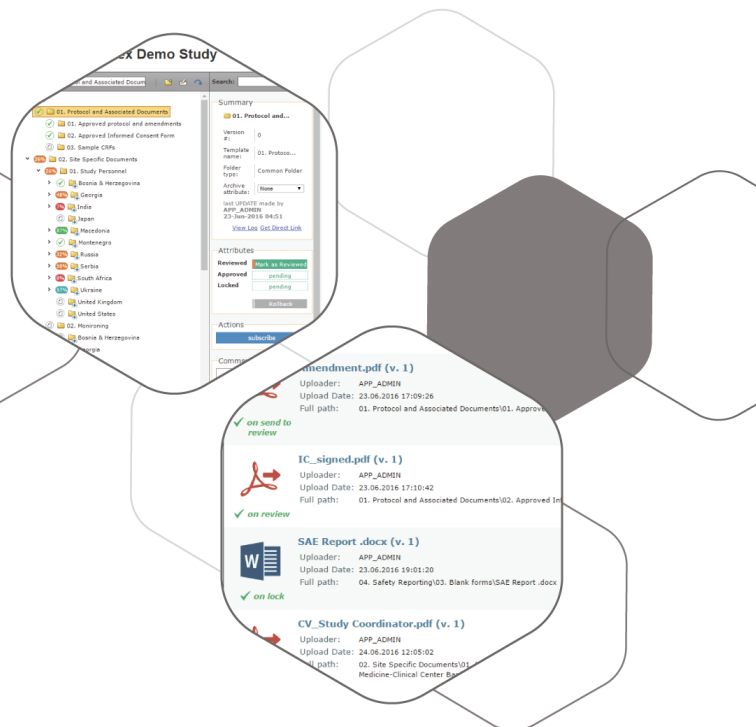 x Demo Study
and Associated Docum
Search:
01. Protocol and Associated Documents
01. Approved protocol and amendments
02. Approved Informed Consent Form
03. Sample CRFs
02. Site Specific Documents
01. Study Personnel
Bosnia & Herzegovina
Georgia
India
Japan
Macedonia
Montenegro
Russia
Serbia
South Africa
Ukraine
United Kingdom
United States
02. Monironing
Bosnia & Herzegovina
Georgia
Summary
01. Protocol and...
Version #: 0
Template name: 01. Protoco...
Folder type: Common Folder
Archive attribute: None
last UPDATE made by
APP_ADMIN
23-Jun-2016 04:51
View Log Get Direct Link
Attributes
Reviewed Mark as Reviewed
Approved pending
Locked pending
Rollback
Actions
subscribe
Comme
mendment.pdf (v. 1)
Uploader: APP_ADMIN
Upload Date: 23.06.2016 17:09:26
Full path: 01. Protocol and Associated Documents\01. Approve
on send to review
IC_signed.pdf (v. 1)
Uploader: APP_ADMIN
Upload Date: 23.06.2016 17:10:42
Full path: 01. Protocol and Associated Documents\02. Approved In
on review
SAE Report .docx (v. 1)
Uploader: APP_ADMIN
Upload Date: 23.06.2016 19:01:20
Full path: 04. Safety Reporting\03. Blank forms\SAE Report .docx
W
on lock
CV_Study Coordinator.pdf (v. 1)
Uploader: APP_ADMIN
Upload Date: 24.06.2016 12:05:02
ull path: 02. Site Specific Documents\01.
Medicine-Clinical Center Ba